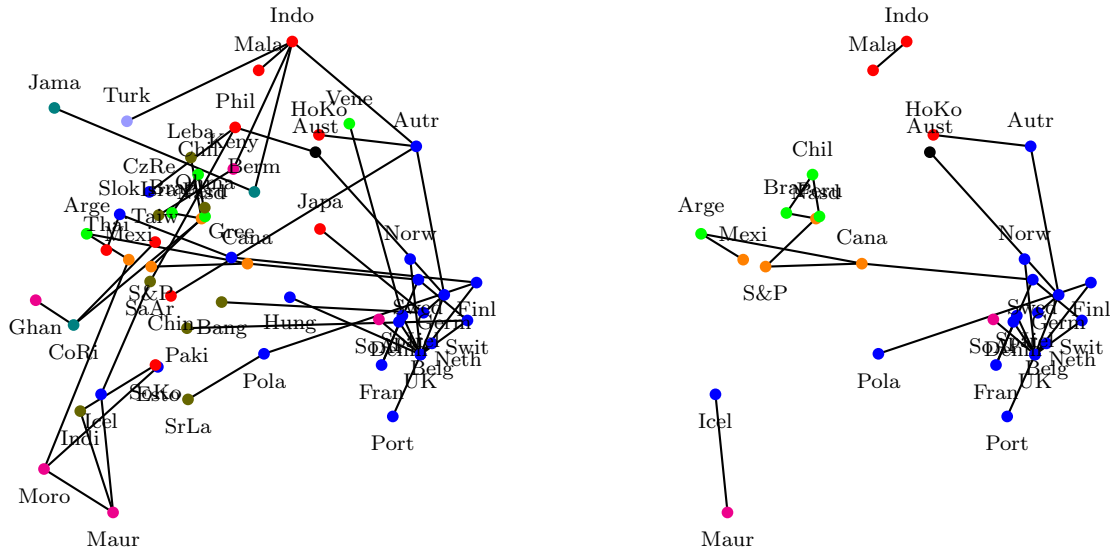 Indo
Mala
Jama
Turk
Phil
HoKo
Vene
Aust
Autr
Leba
Keny
Chil
CzRe
Berm
Slok
Arge
Thai
Taiw
Mexi
Gree
Cana
Japa
Norw
S&P
SaAr
Chin
Bang
Hung
Swed
Germ
Finl
Ghan
CoRi
Paki
SoKo
Esto
Pola
SrLa
Icel
Indi
Fran
UK
Belg
Neth
Swit
Port
Moro
Maur
Indo
Mala
HoKo
Aust
Autr
Chil
Braz
Arge
Mexi
S&P
Cana
Norw
Swed
Germ
Finl
Pola
Fran
UK
Belg
Neth
Swit
Port
Icel
Maur